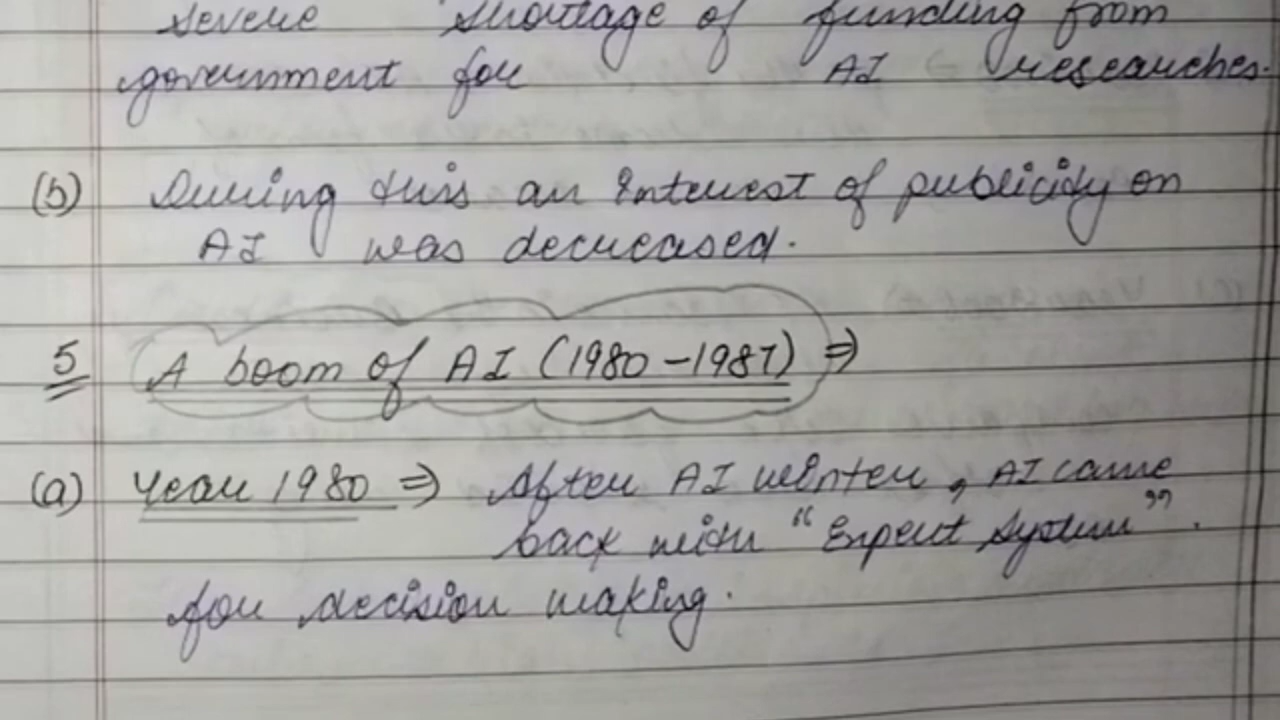 severe shortage of funding from
government for AI researches.
(b) During this an interest of publicity on
AI was decreased.
5 A boom of AI (1980-1987) ⇒
(a) Year 1980 ⇒ After AI winter, AI came
back with "Expert System".
for decision making.